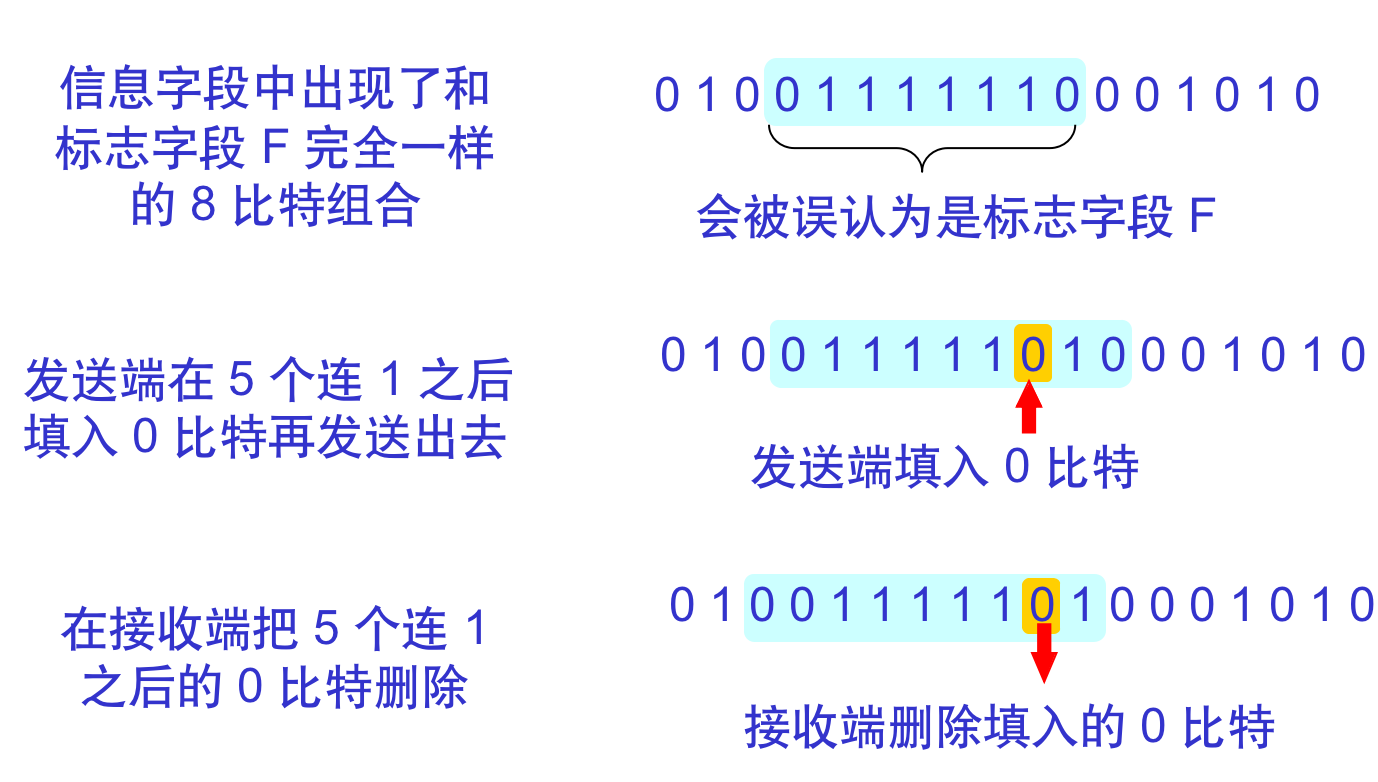 信息字段中出现了和
标志字段 F 完全一样
的 8 比特组合
0 1 0 0 1 1 1 1 1 1 0 0 0 1 0 1 0
会被误认为是标志字段 F
发送端在 5 个连 1 之后
填入 0 比特再发送出去
0 1 0 0 1 1 1 1 1 0 1 0 0 0 1 0 1 0
发送端填入 0 比特
在接收端把 5 个连 1
之后的 0 比特删除
0 1 0 0 1 1 1 1 1 0 1 0 0 0 1 0 1 0
接收端删除填入的 0 比特